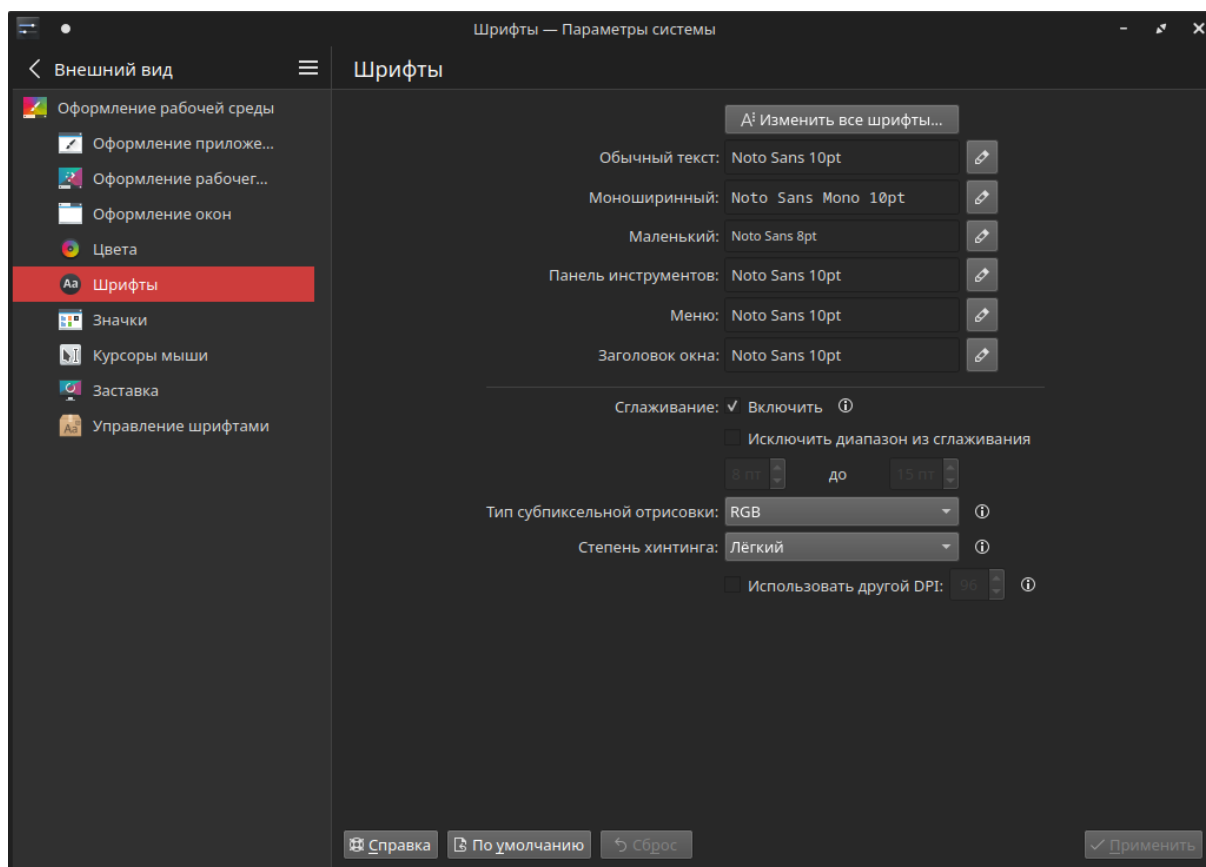 Шрифты — Параметры системы
Внешний вид
Шрифты
Оформление рабочей среды
Оформление приложе...
Оформление рабочег...
Оформление окон
Цвета
Шрифты
Значки
Курсоры мыши
Заставка
Управление шрифтами
Изменить все шрифты...
Обычный текст: Noto Sans 10pt
Моноширинный: Noto Sans Mono 10pt
Маленький: Noto Sans 8pt
Панель инструментов: Noto Sans 10pt
Меню: Noto Sans 10pt
Заголовок окна: Noto Sans 10pt
Сглаживание: Включить
Исключить диапазон из сглаживания
8 пт до 15 пт
Тип субпиксельной отрисовки: RGB
Степень хинтинга: Лёгкий
Использовать другой DPI: 96
Справка По умолчанию Сброс Применить